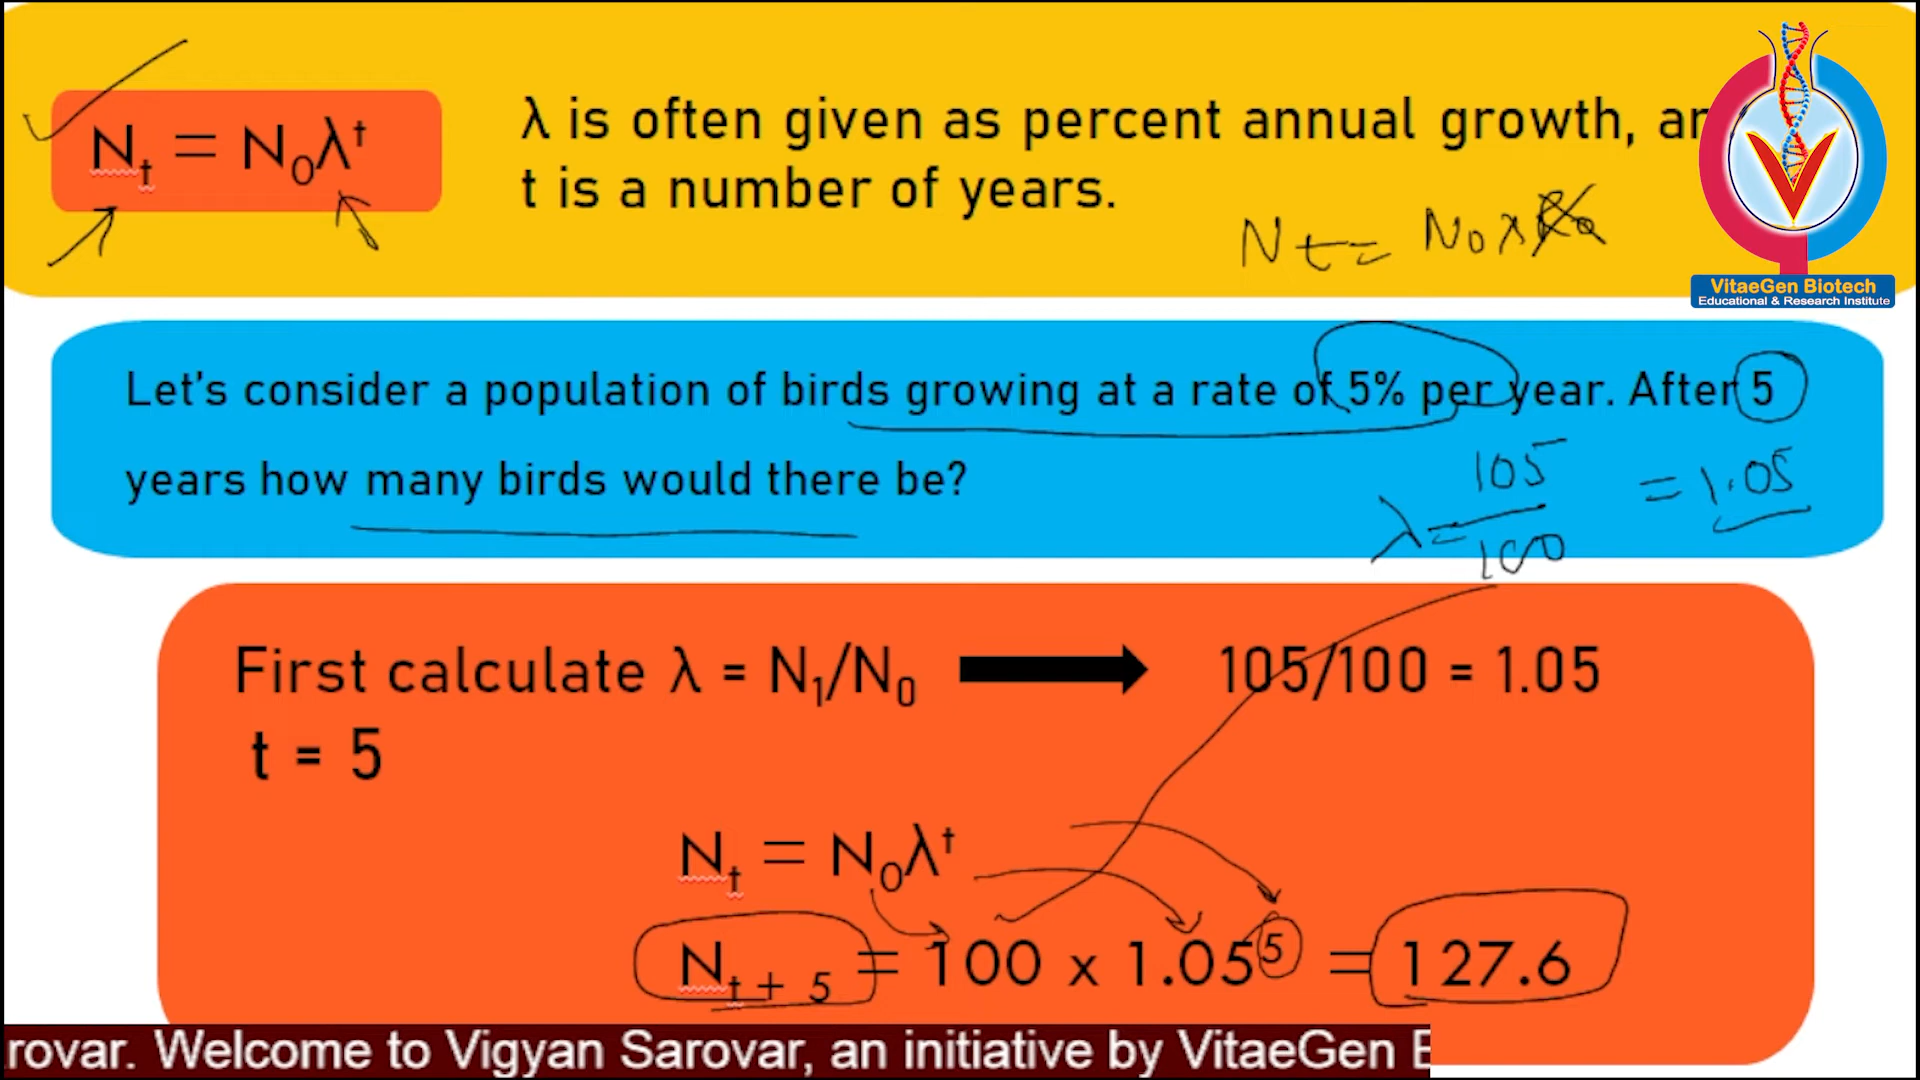 Nₜ = N₀λᵗ
λ is often given as percent annual growth, an
t is a number of years.
Nt = N₀λ
VitaeGen Biotech
Educational & Research Institute
Let's consider a population of birds growing at a rate of 5% per year. After 5
years how many birds would there be?
λ = 105/100 = 1.05
First calculate λ = N₁/N₀ 105/100 = 1.05
t = 5
Nₜ = N₀λᵗ
Nₜ ₊ ₅ = 100 x 1.05⁵ = 127.6
rovar. Welcome to Vigyan Sarovar, an initiative by VitaeGen